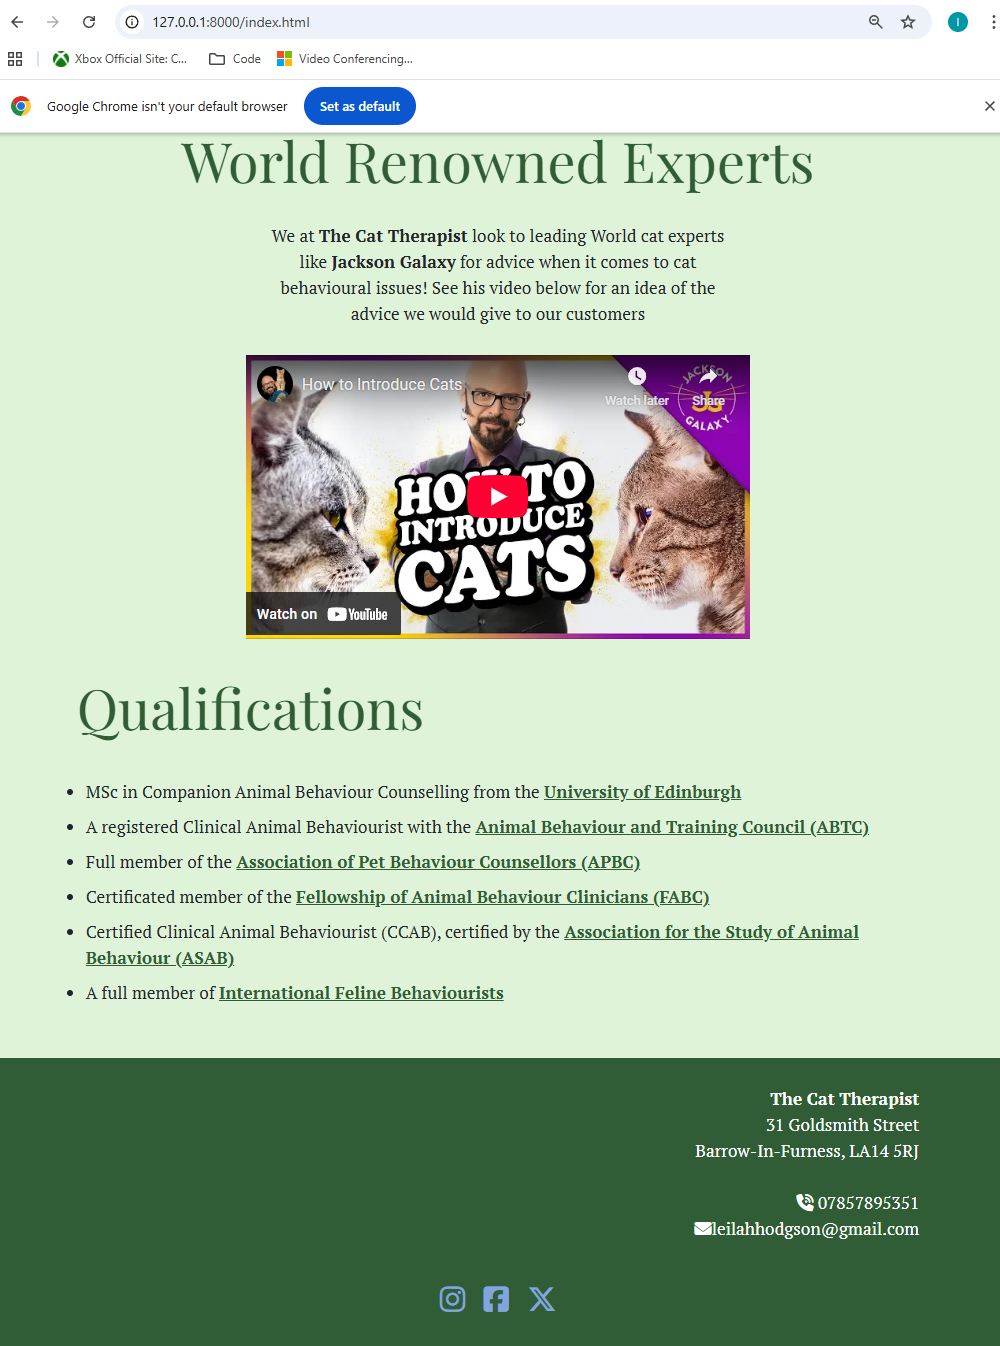 127.0.0.1:8000/index.html
I
Xbox Official Site: C...
Code
Video Conferencing...
Google Chrome isn't your default browser
Set as default
World Renowned Experts
We at The Cat Therapist look to leading World cat experts
like Jackson Galaxy for advice when it comes to cat
behavioural issues! See his video below for an idea of the
advice we would give to our customers
How to Introduce Cats
Watch later
Share
JACKSON
JG
GALAXY
HOW TO
INTRODUCE
CATS
Watch on YouTube
Qualifications
MSc in Companion Animal Behaviour Counselling from the University of Edinburgh
A registered Clinical Animal Behaviourist with the Animal Behaviour and Training Council (ABTC)
Full member of the Association of Pet Behaviour Counsellors (APBC)
Certificated member of the Fellowship of Animal Behaviour Clinicians (FABC)
Certified Clinical Animal Behaviourist (CCAB), certified by the Association for the Study of Animal
Behaviour (ASAB)
A full member of International Feline Behaviourists
The Cat Therapist
31 Goldsmith Street
Barrow-In-Furness, LA14 5RJ
07857895351
leilahhodgson@gmail.com